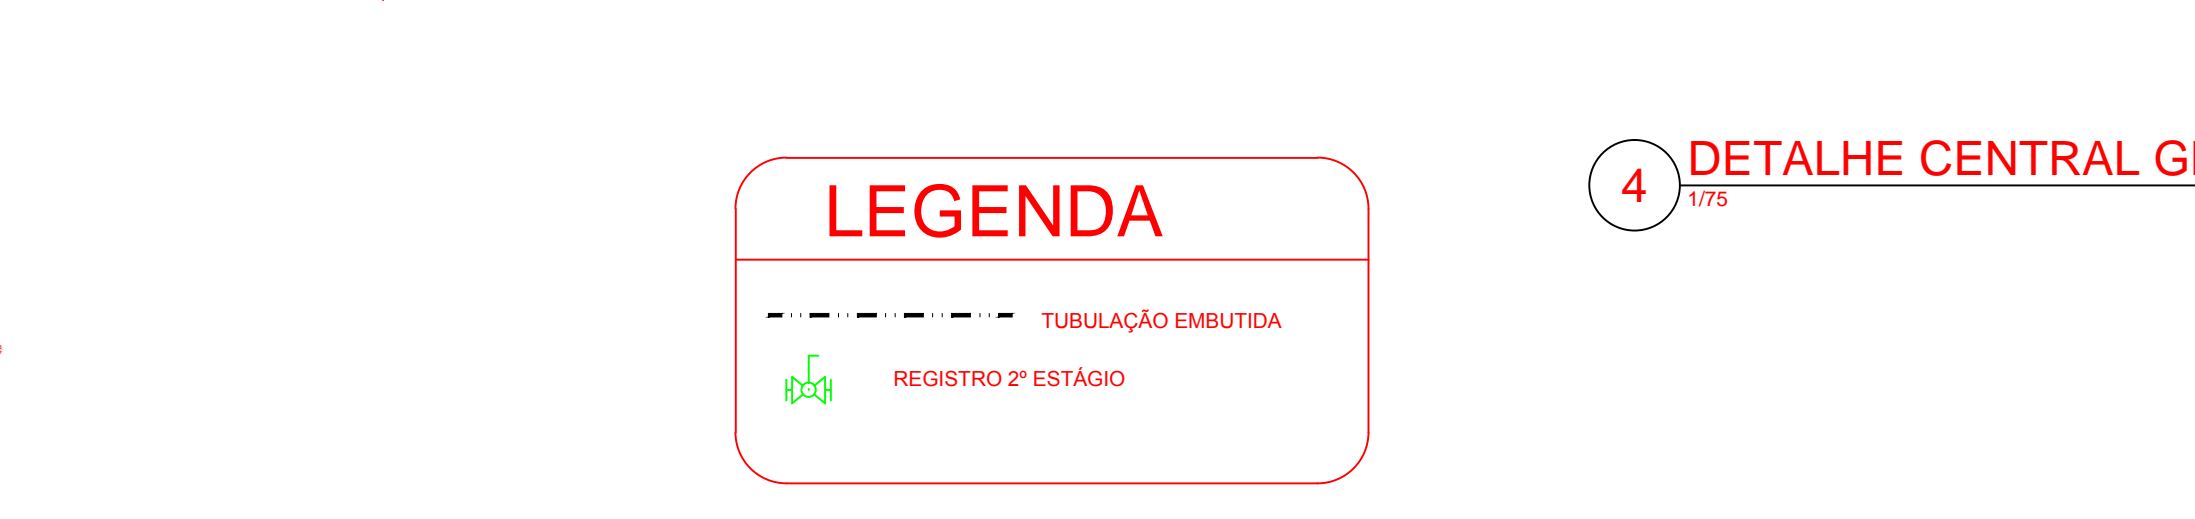 LEGENDA
TUBULAÇÃO EMBUTIDA
REGISTRO 2º ESTÁGIO
4
DETALHE CENTRAL
1/75